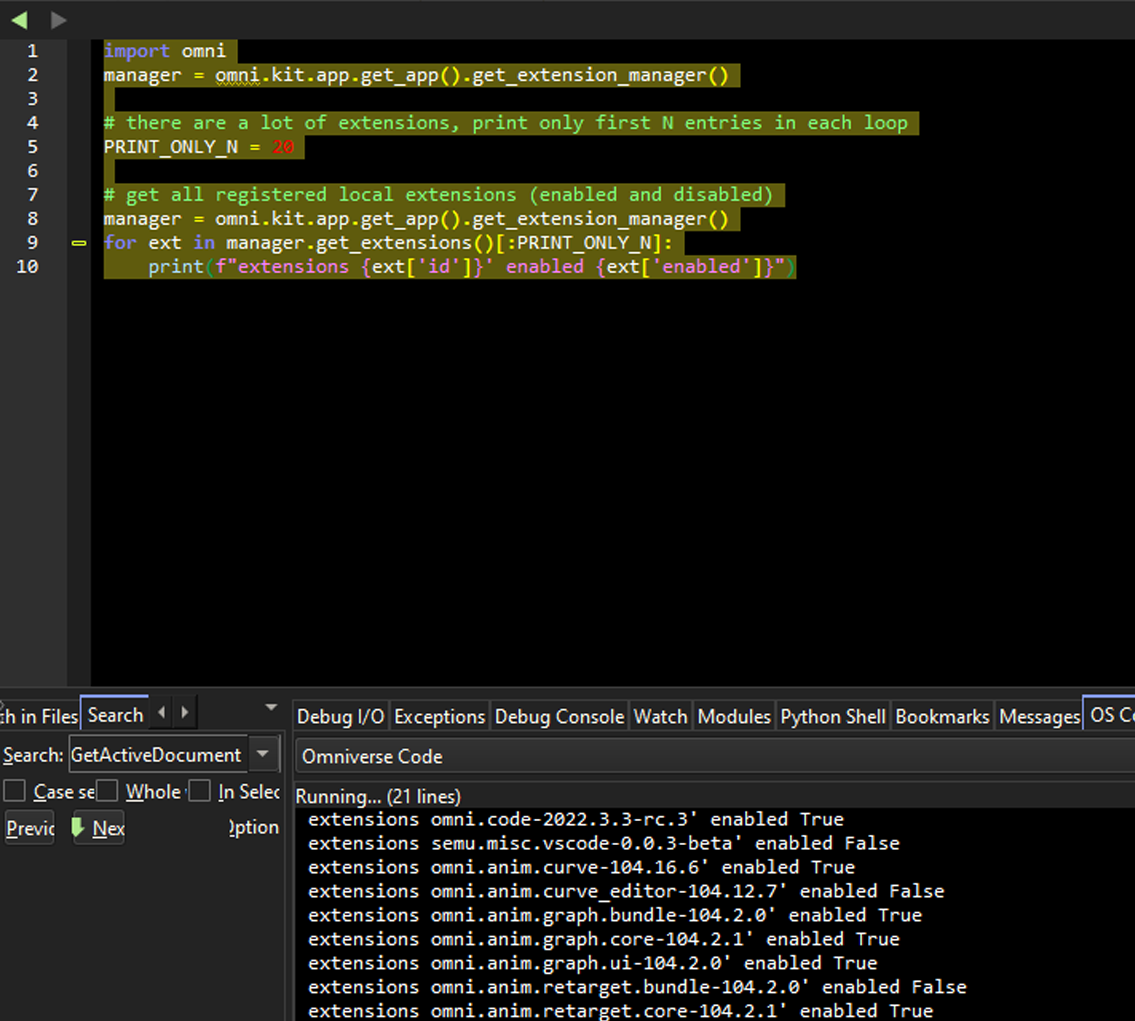 1 import omni
2 manager = omni.kit.app.get_app().get_extension_manager()
3
4 # there are a lot of extensions, print only first N entries in each loop
5 PRINT_ONLY_N = 20
6
7 # get all registered local extensions (enabled and disabled)
8 manager = omni.kit.app.get_app().get_extension_manager()
9 for ext in manager.get_extensions()[:PRINT_ONLY_N]:
10 print(f"extensions {ext['id']}' enabled {ext['enabled']}")
ch in Files Search
Search: GetActiveDocument
Case se Whole In Selec
Previc Nex Option
Debug I/O Exceptions Debug Console Watch Modules Python Shell Bookmarks Messages OS Co
Omniverse Code
Running... (21 lines)
extensions omni.code-2022.3.3-rc.3' enabled True
extensions semu.misc.vscode-0.0.3-beta' enabled False
extensions omni.anim.curve-104.16.6' enabled True
extensions omni.anim.curve_editor-104.12.7' enabled False
extensions omni.anim.graph.bundle-104.2.0' enabled True
extensions omni.anim.graph.core-104.2.1' enabled True
extensions omni.anim.graph.ui-104.2.0' enabled True
extensions omni.anim.retarget.bundle-104.2.0' enabled False
extensions omni.anim.retarget.core-104.2.1' enabled True